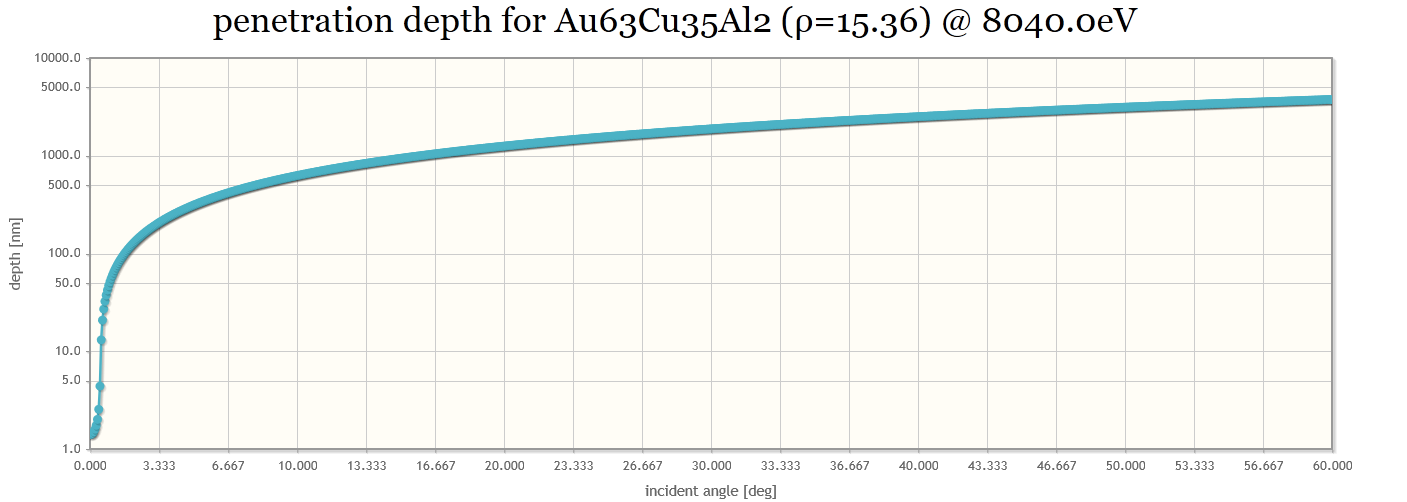 penetration depth for Au63Cu35Al2 (ρ=15.36) @ 8040.0eV
10000.0
5000.0
1000.0
500.0
100.0
50.0
10.0
5.0
1.0
depth [nm]
0.000 3.333 6.667 10.000 13.333 16.667 20.000 23.333 26.667 30.000 33.333 36.667 40.000 43.333 46.667 50.000 53.333 56.667 60.000
incident angle [deg]